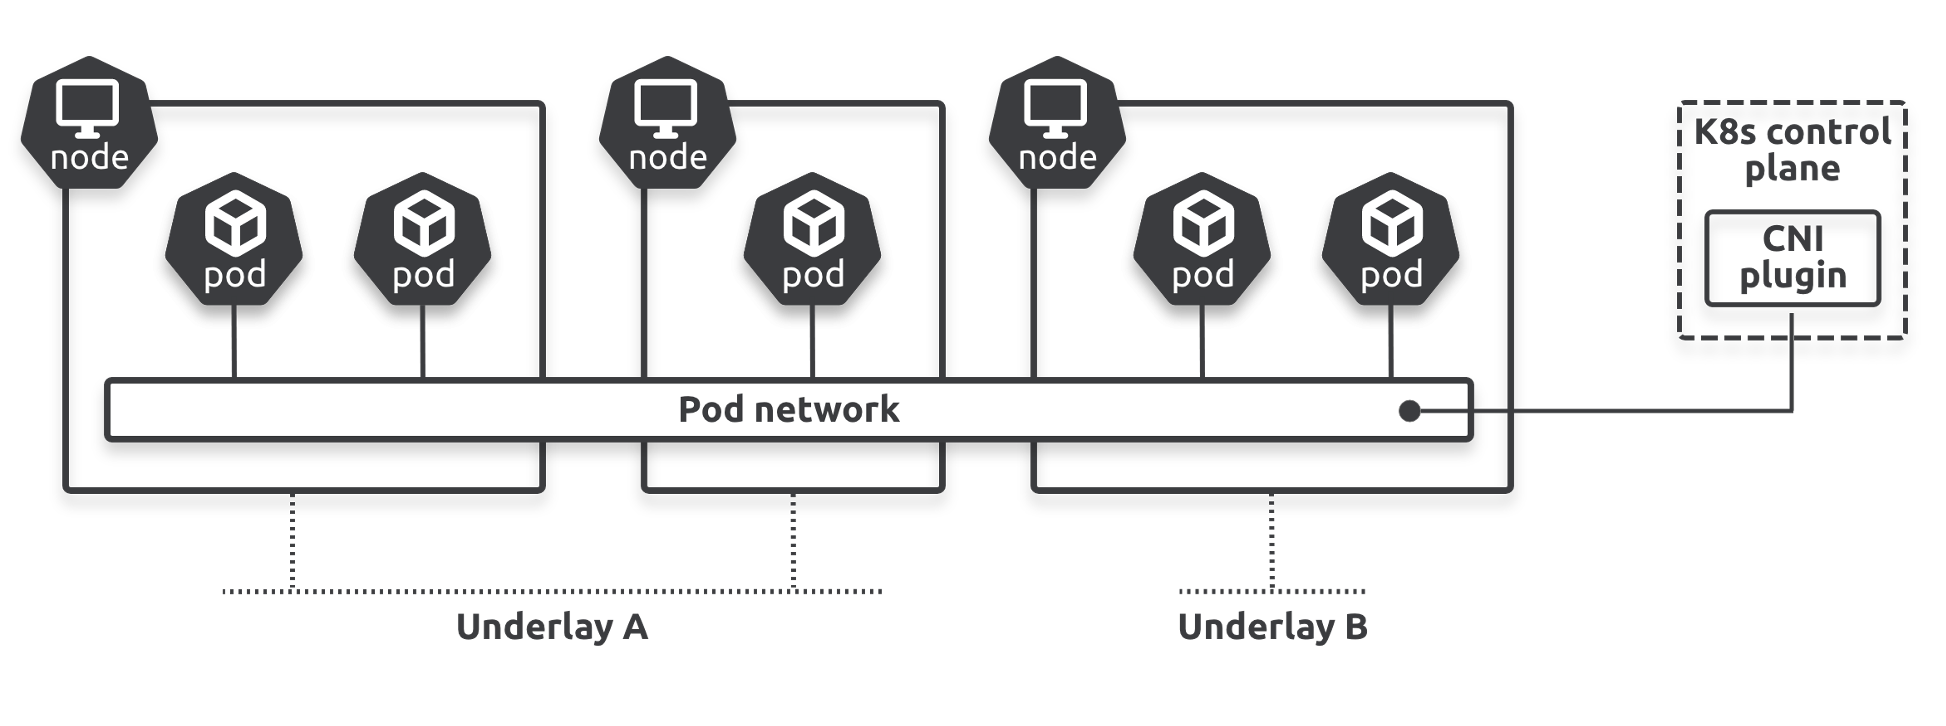 node
node
node
K8s control
plane
pod
pod
pod
pod
pod
CNI
plugin
Pod network
Underlay A
Underlay B